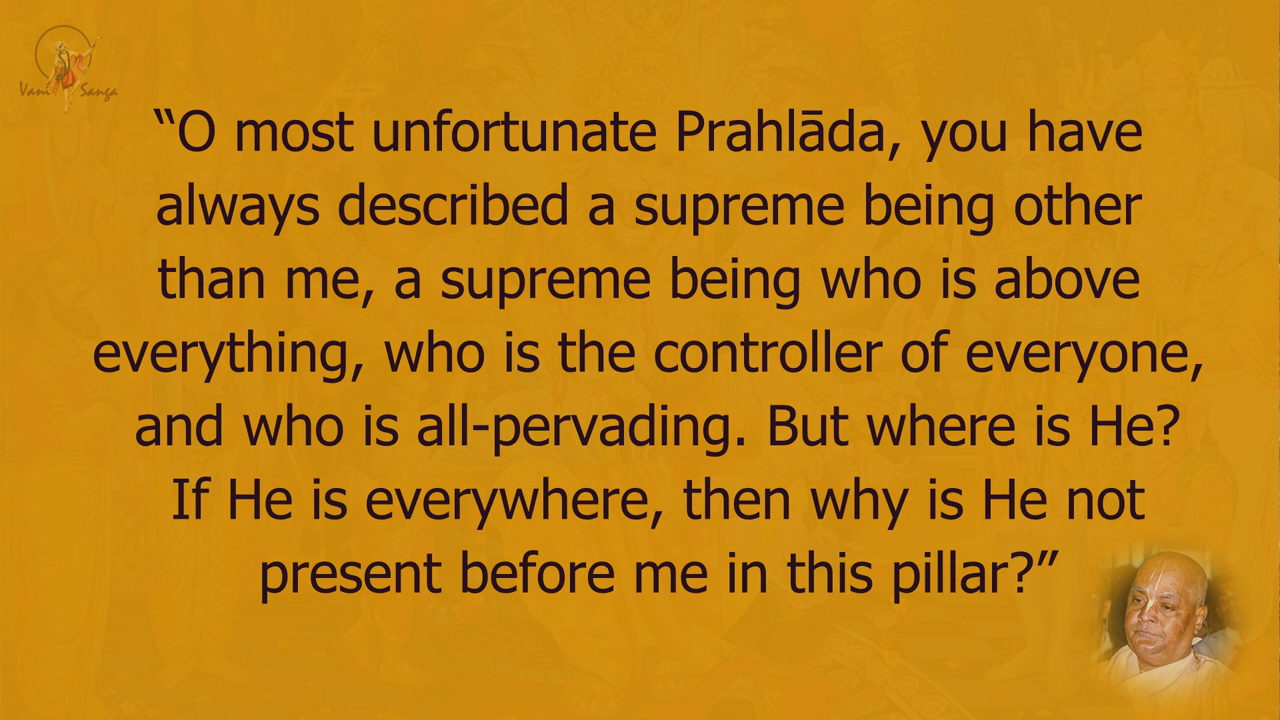 Vani Sanga
“O most unfortunate Prahlāda, you have
always described a supreme being other
than me, a supreme being who is above
everything, who is the controller of everyone,
and who is all-pervading. But where is He?
If He is everywhere, then why is He not
present before me in this pillar?”